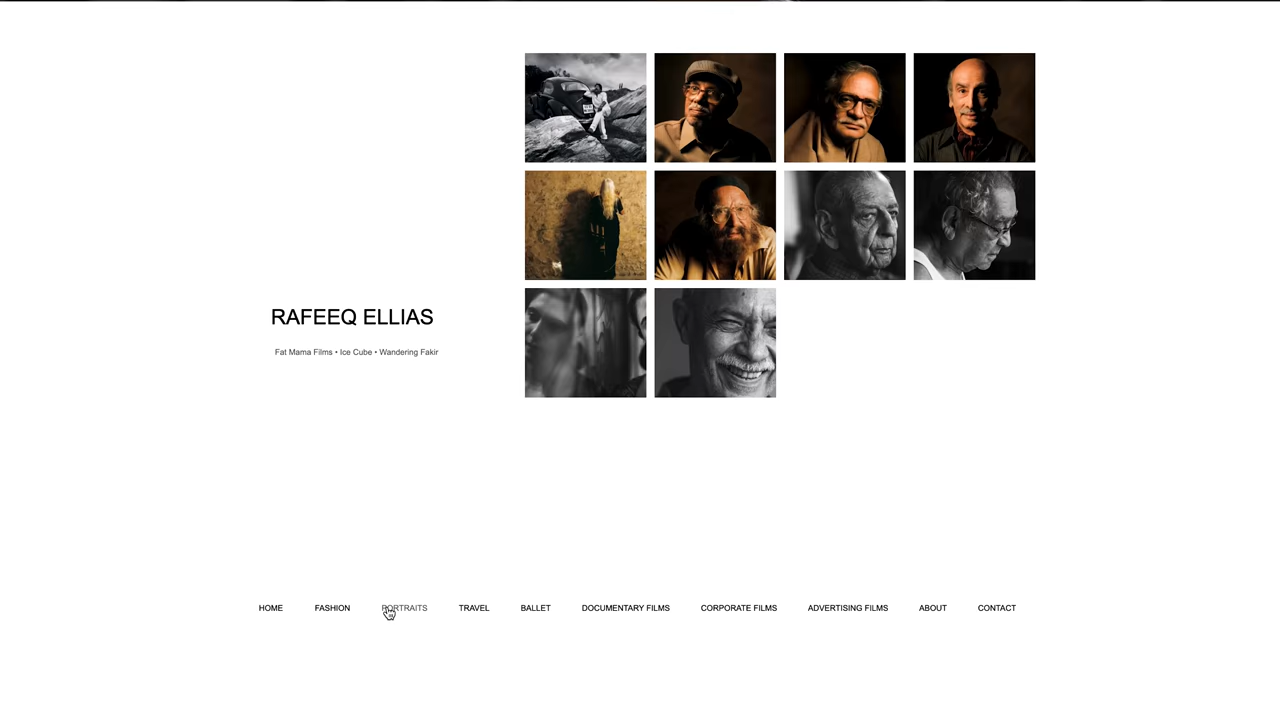 RAFEEQ ELLIAS
Fat Mama Films • Ice Cube • Wandering Fakir
HOME FASHION PORTRAITS TRAVEL BALLET DOCUMENTARY FILMS CORPORATE FILMS ADVERTISING FILMS ABOUT CONTACT